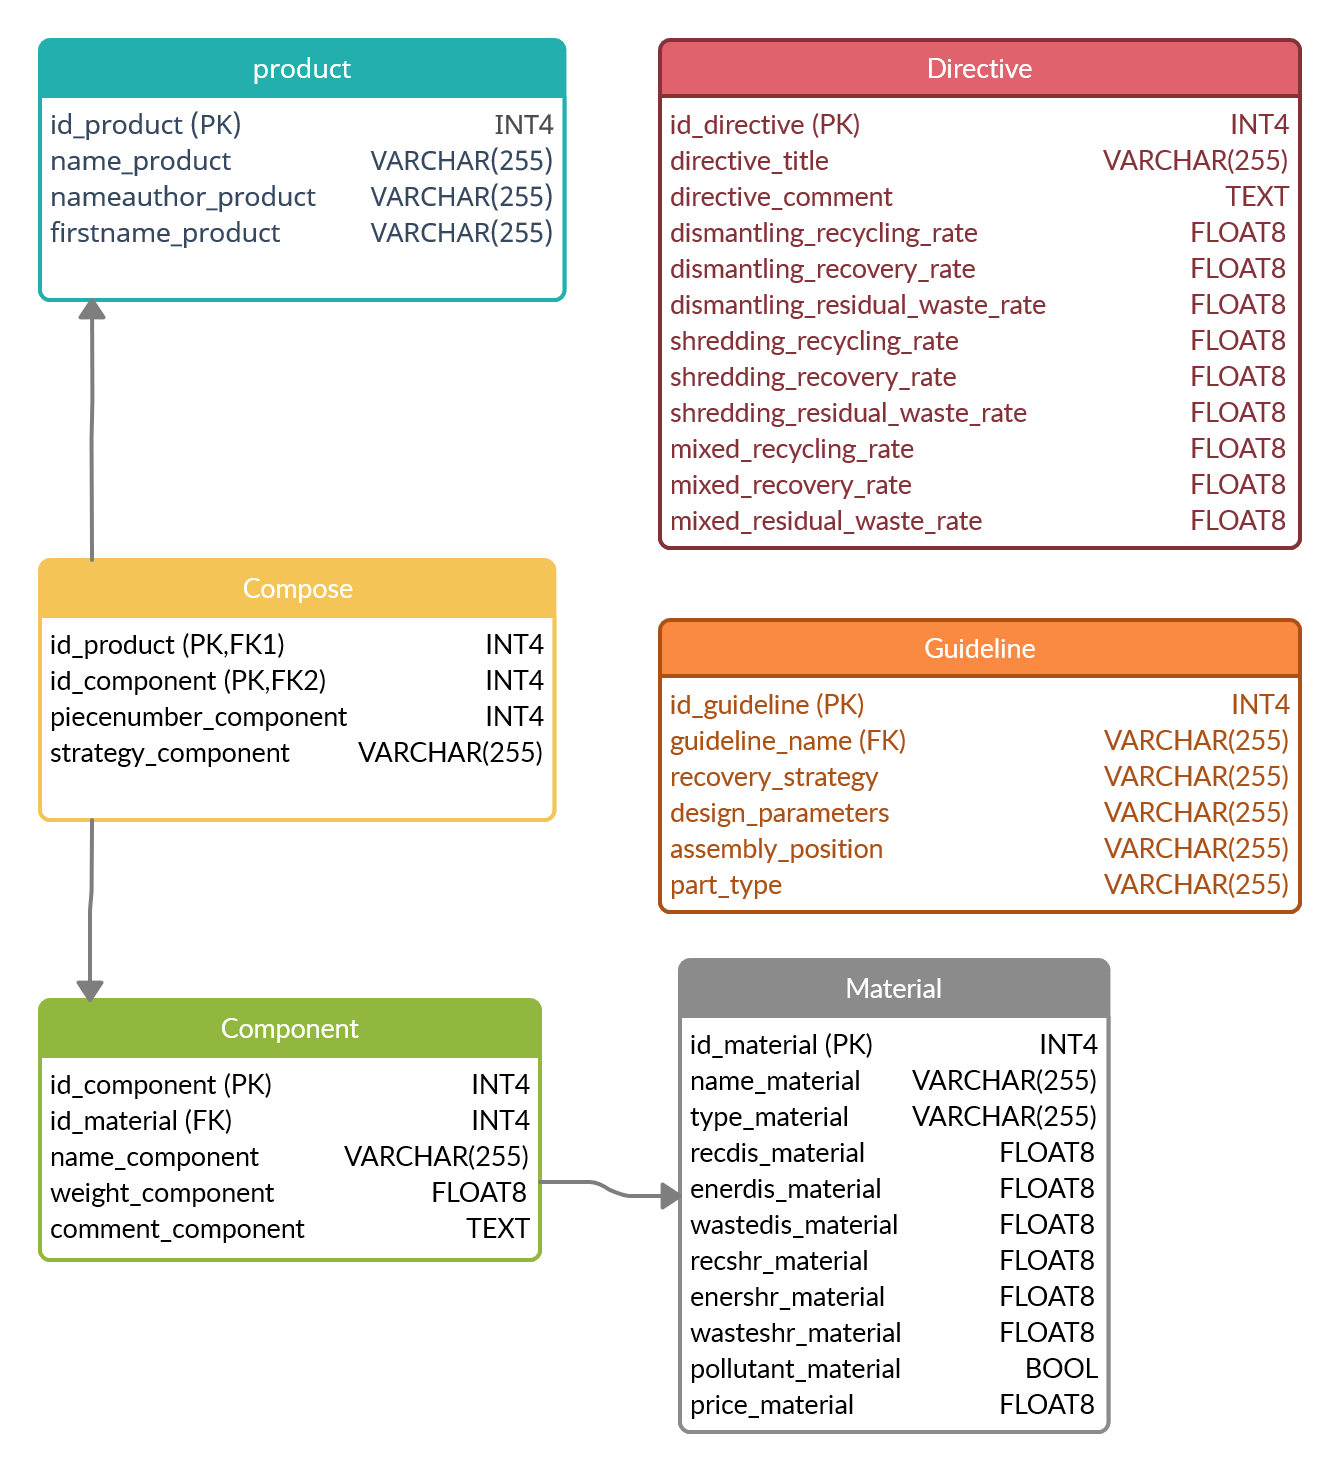 product
id_product (PK) INT4
name_product VARCHAR(255)
nameauthor_product VARCHAR(255)
firstname_product VARCHAR(255)
Directive
id_directive (PK) INT4
directive_title VARCHAR(255)
directive_comment TEXT
dismantling_recycling_rate FLOAT8
dismantling_recovery_rate FLOAT8
dismantling_residual_waste_rate FLOAT8
shredding_recycling_rate FLOAT8
shredding_recovery_rate FLOAT8
shredding_residual_waste_rate FLOAT8
mixed_recycling_rate FLOAT8
mixed_recovery_rate FLOAT8
mixed_residual_waste_rate FLOAT8
Compose
id_product (PK,FK1) INT4
id_component (PK,FK2) INT4
piecenumber_component INT4
strategy_component VARCHAR(255)
Guideline
id_guideline (PK) INT4
guideline_name (FK) VARCHAR(255)
recovery_strategy VARCHAR(255)
design_parameters VARCHAR(255)
assembly_position VARCHAR(255)
part_type VARCHAR(255)
Component
id_component (PK) INT4
id_material (FK) INT4
name_component VARCHAR(255)
weight_component FLOAT8
comment_component TEXT
Material
id_material (PK) INT4
name_material VARCHAR(255)
type_material VARCHAR(255)
recdis_material FLOAT8
enerdis_material FLOAT8
wastedis_material FLOAT8
recshr_material FLOAT8
enershr_material FLOAT8
wasteshr_material FLOAT8
pollutant_material BOOL
price_material FLOAT8